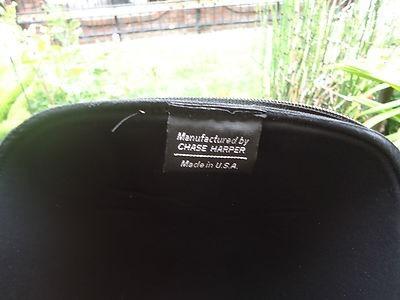 Manufactured by
CHASE HARPER
Made in U.S.A.